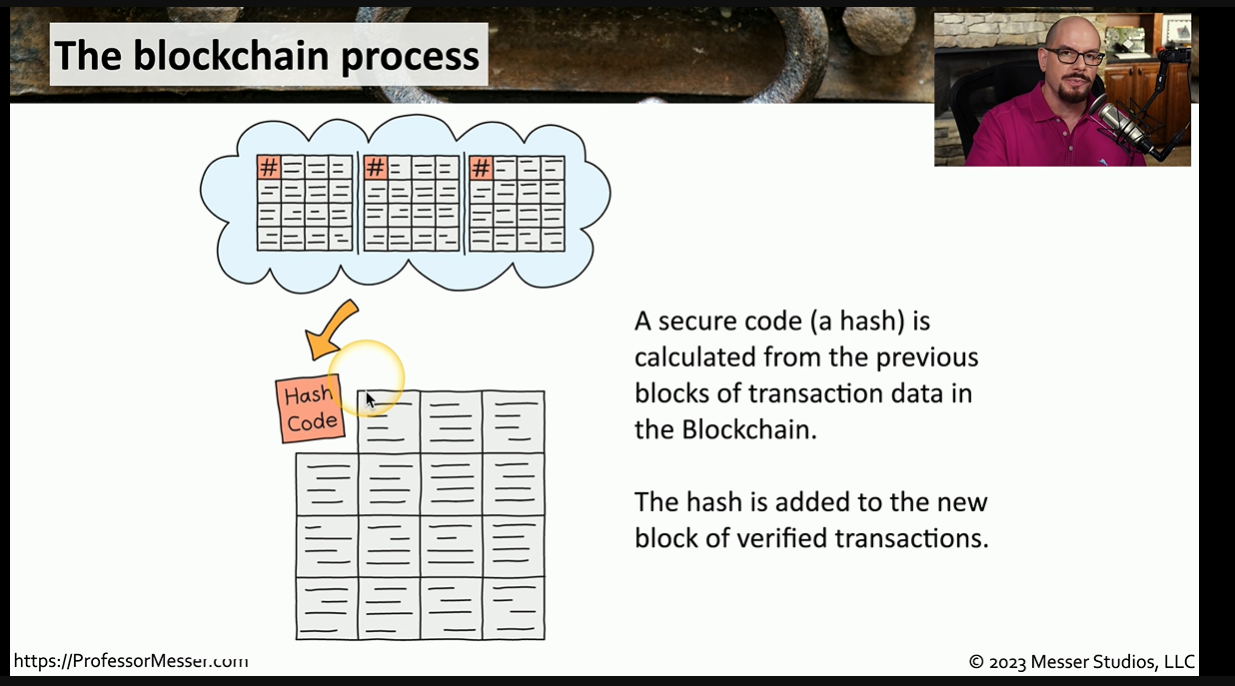 The blockchain process
#
#
#
Hash
Code
A secure code (a hash) is
calculated from the previous
blocks of transaction data in
the Blockchain.
The hash is added to the new
block of verified transactions.
https://ProfessorMesser.com
© 2023 Messer Studios, LLC